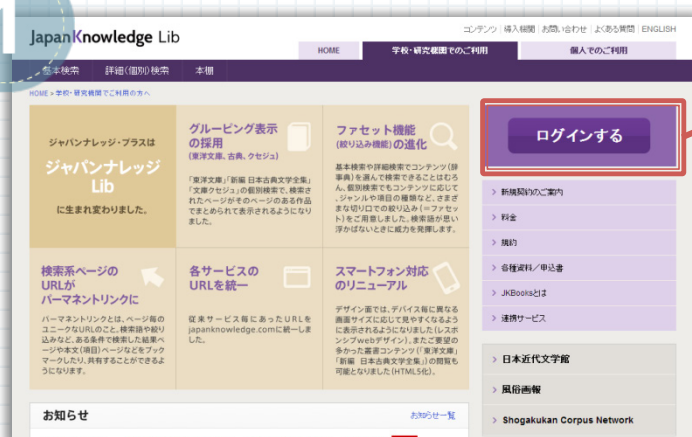 1
JapanKnowledge Lib
コンテンツ | 導入機関 | お問い合わせ | よくある質問 | ENGLISH
HOME 学校・研究機関でのご利用 個人でのご利用
基本検索 詳細(個別)検索 本棚
HOME > 学校・研究機関でご利用の方へ
ジャパンナレッジ・プラスは
ジャパンナレッジ
Lib
に生まれ変わりました。
グルーピング表示
の採用
(東洋文庫、古典、クセジュ)
「東洋文庫」「新編 日本古典文学全集」
「文庫クセジュ」の個別検索で、検索さ
れたページがそのページのある作品
でまとめられて表示されるようになり
ました。
ファセット機能
(絞り込み機能)の進化
基本検索や詳細検索でコンテンツ(辞
事典)を選んで検索できることはもちろ
ん、個別検索でもコンテンツに応じて
、ジャンルや項目の種類など、さまざ
まな切り口での絞り込み(=ファセッ
ト)をご用意しました。検索語が思い
浮かばないときに威力を発揮します。
ログインする
> 新規契約のご案内
> 料金
> 規約
> 各種資料/申込書
> JKBooksとは
> 連携サービス
検索系ページの
URLが
パーマネントリンクに
パーマネントリンクとは、ページ毎の
ユニークなURLのこと。検索語や絞り
込みなど、ある条件で検索した結果ペ
ージや本文(項目)ページなどをブック
マークしたり、共有することができるよ
うになります。
各サービスの
URLを統一
従来サービス毎にあったURLを
japanknowledge.comに統一しま
した。
スマートフォン対応
のリニューアル
デザイン面では、デバイス毎に異なる
画面サイズに応じて見やすくなるよう
に表示されるようになりました(レスポ
ンシブwebデザイン)。またご要望の
多かった叢書コンテンツ(「東洋文庫」
「新編 日本古典文学全集」)の閲覧も
可能となりました(HTML5化)。
> 日本近代文学館
> 風俗画報
> Shogakukan Corpus Network
お知らせ
お知らせ一覧